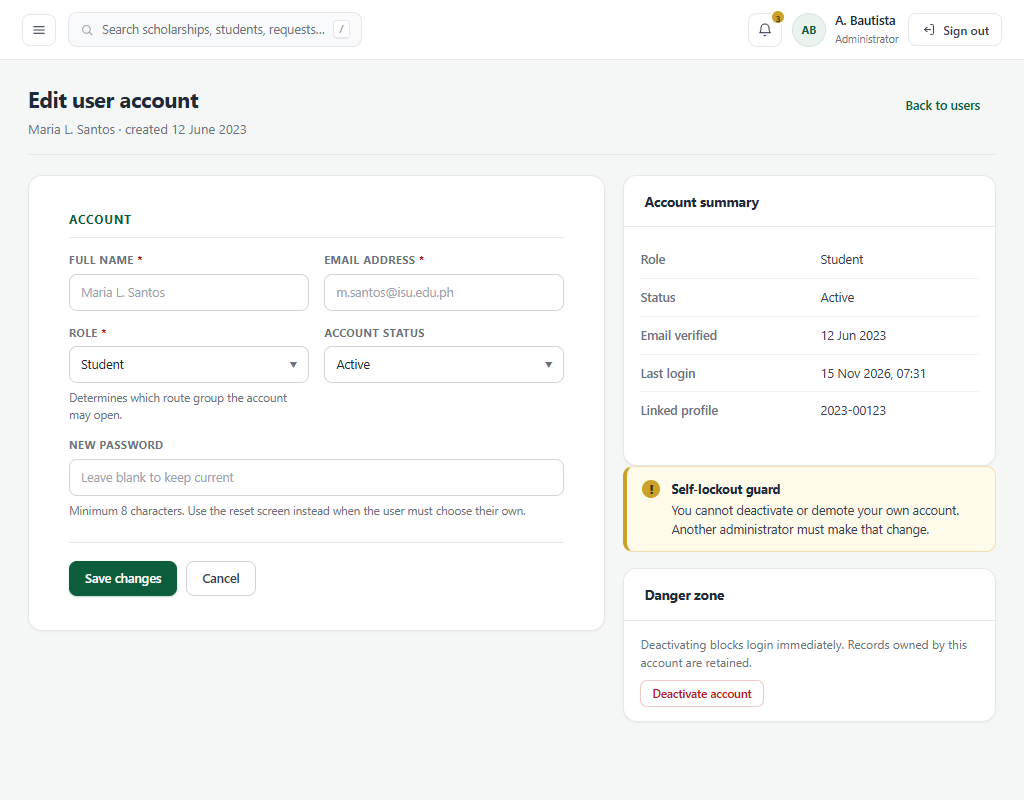 Search scholarships, students, requests...
/
3
AB
A. Bautista
Administrator
Sign out
Edit user account
Maria L. Santos · created 12 June 2023
Back to users
ACCOUNT
FULL NAME *
EMAIL ADDRESS *
Maria L. Santos
m.santos@isu.edu.ph
ROLE *
ACCOUNT STATUS
Student
Active
Determines which route group the account
may open.
NEW PASSWORD
Leave blank to keep current
Minimum 8 characters. Use the reset screen instead when the user must choose their own.
Save changes
Cancel
Account summary
Role
Student
Status
Active
Email verified
12 Jun 2023
Last login
15 Nov 2026, 07:31
Linked profile
2023-00123
!
Self-lockout guard
You cannot deactivate or demote your own account.
Another administrator must make that change.
Danger zone
Deactivating blocks login immediately. Records owned by this
account are retained.
Deactivate account